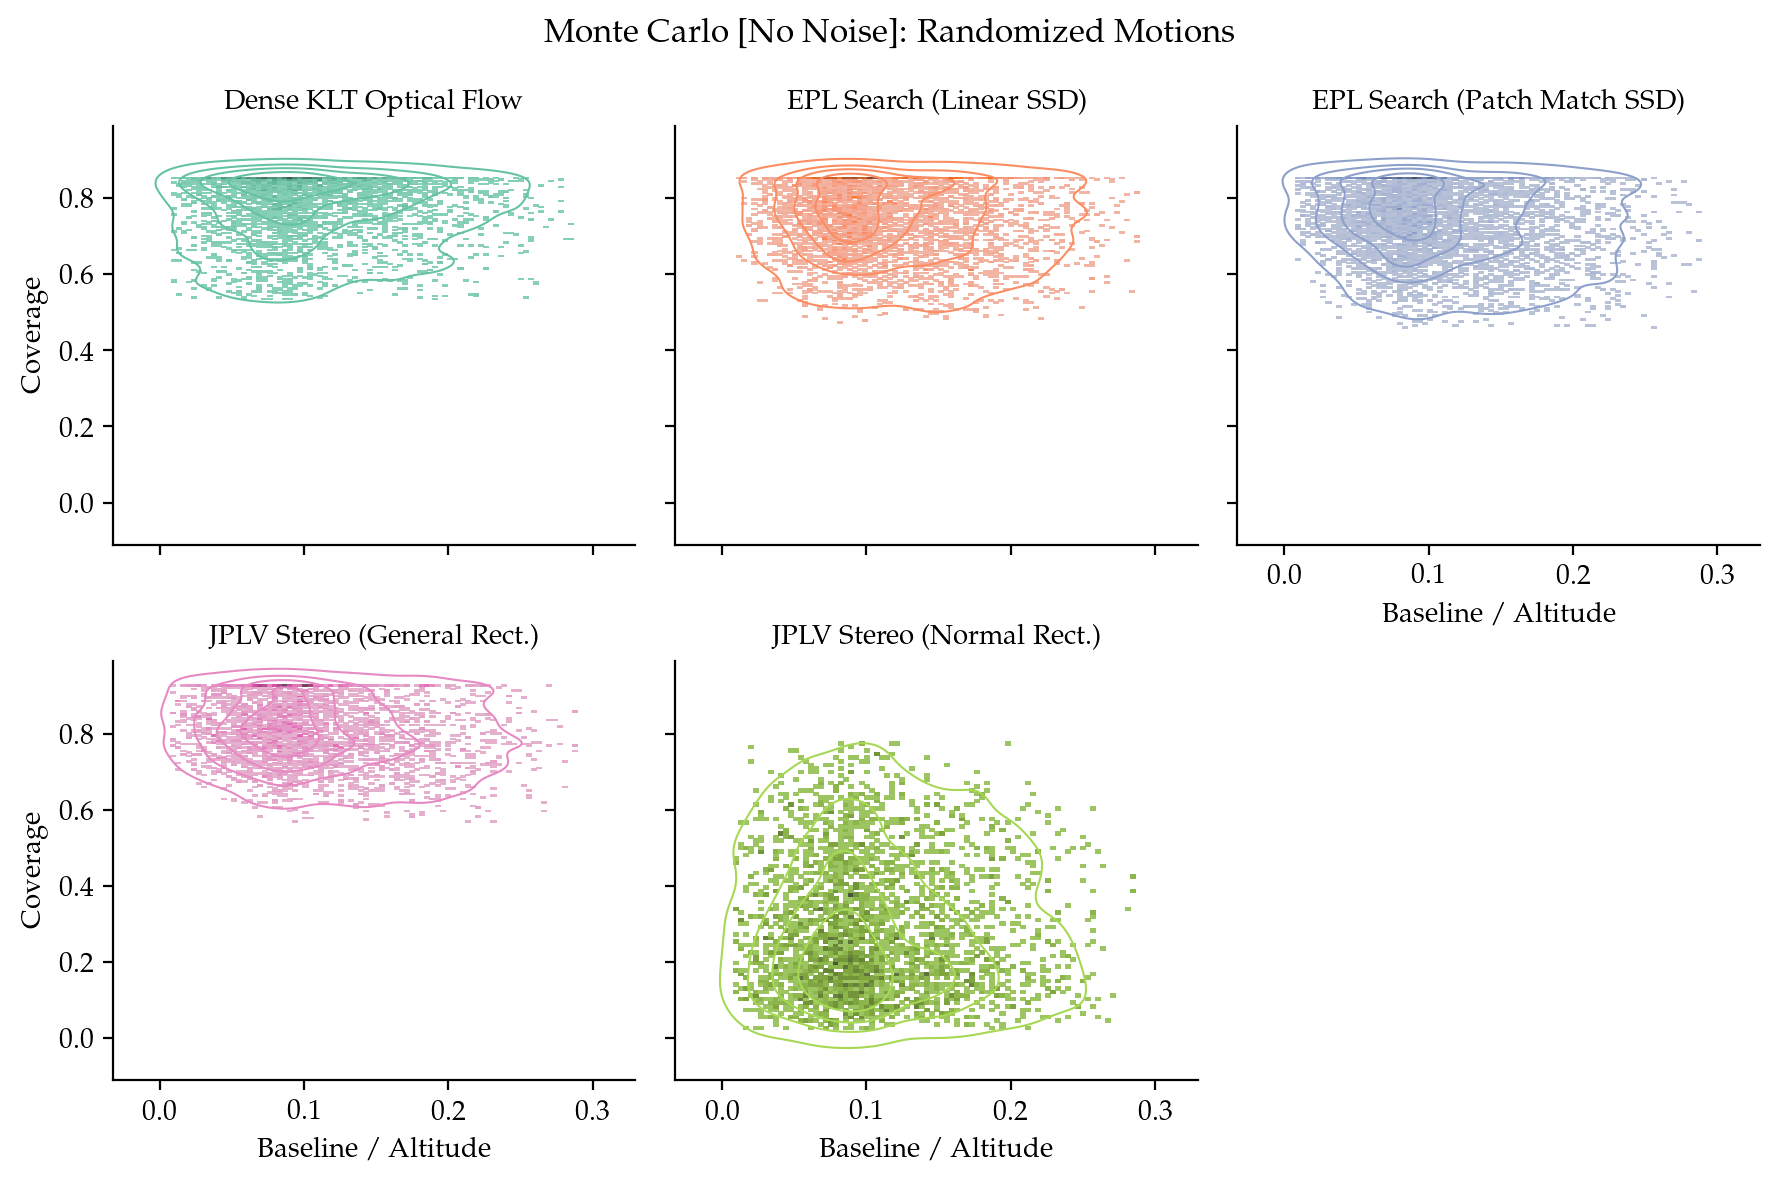 Monte Carlo [No Noise]: Randomized Motions
Dense KLT Optical Flow
EPL Search (Linear SSD)
EPL Search (Patch Match SSD)
Coverage
0.8
0.6
0.4
0.2
0.0
0.0 0.1 0.2 0.3
Baseline / Altitude
JPLV Stereo (General Rect.)
JPLV Stereo (Normal Rect.)
Coverage
0.8
0.6
0.4
0.2
0.0
0.0 0.1 0.2 0.3
Baseline / Altitude
0.0 0.1 0.2 0.3
Baseline / Altitude